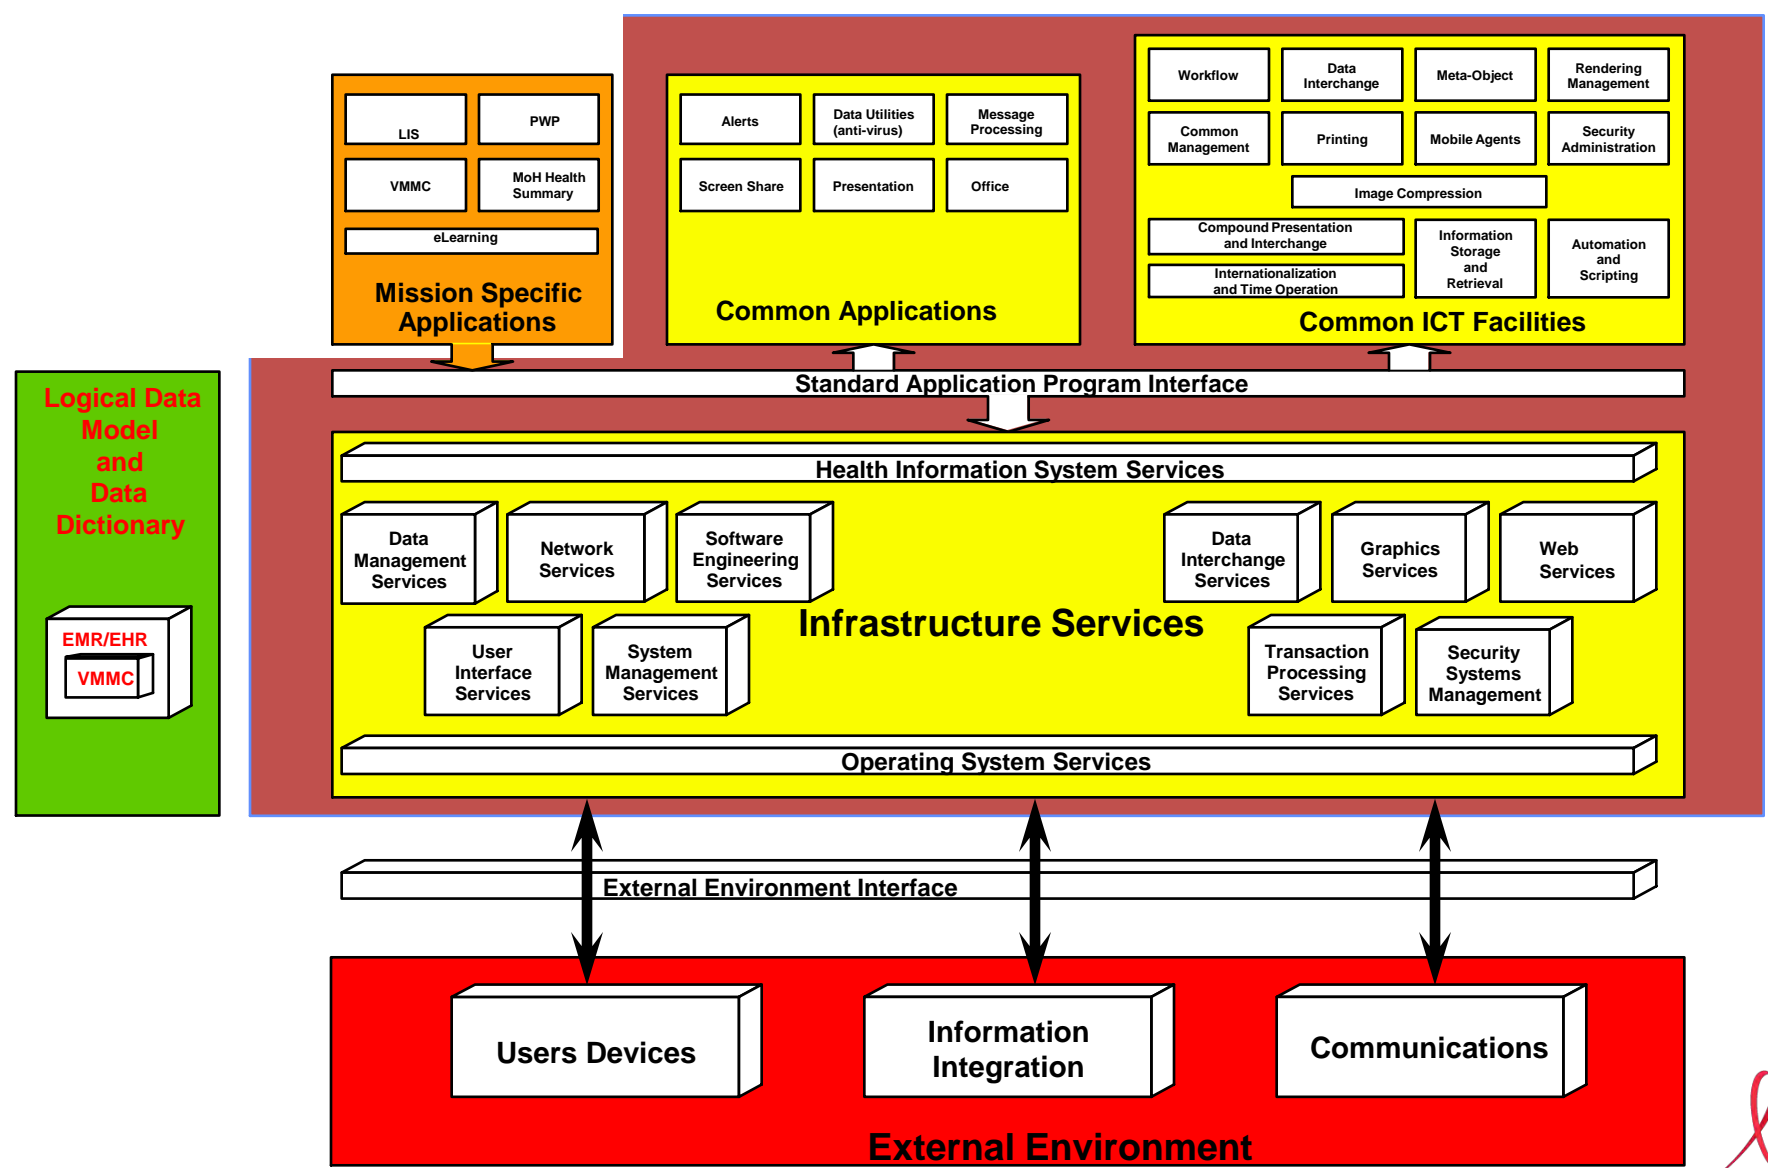 LIS
PWP
VMMC
MoH Health
Summary
eLearning
Mission Specific
Applications
Alerts
Data Utilities
(anti-virus)
Message
Processing
Screen Share
Presentation
Office
Common Applications
Workflow
Data
Interchange
Meta-Object
Rendering
Management
Common
Management
Printing
Mobile Agents
Security
Administration
Image Compression
Compound Presentation
and Interchange
Internationalization
and Time Operation
Information
Storage
and
Retrieval
Automation
and
Scripting
Common ICT Facilities
Standard Application Program Interface
Logical Data
Model
and
Data
Dictionary
EMR/EHR
VMMC
Health Information System Services
Data
Management
Services
Network
Services
Software
Engineering
Services
Data
Interchange
Services
Graphics
Services
Web
Services
Infrastructure Services
User
Interface
Services
System
Management
Services
Transaction
Processing
Services
Security
Systems
Management
Operating System Services
External Environment Interface
Users Devices
Information
Integration
Communications
External Environment